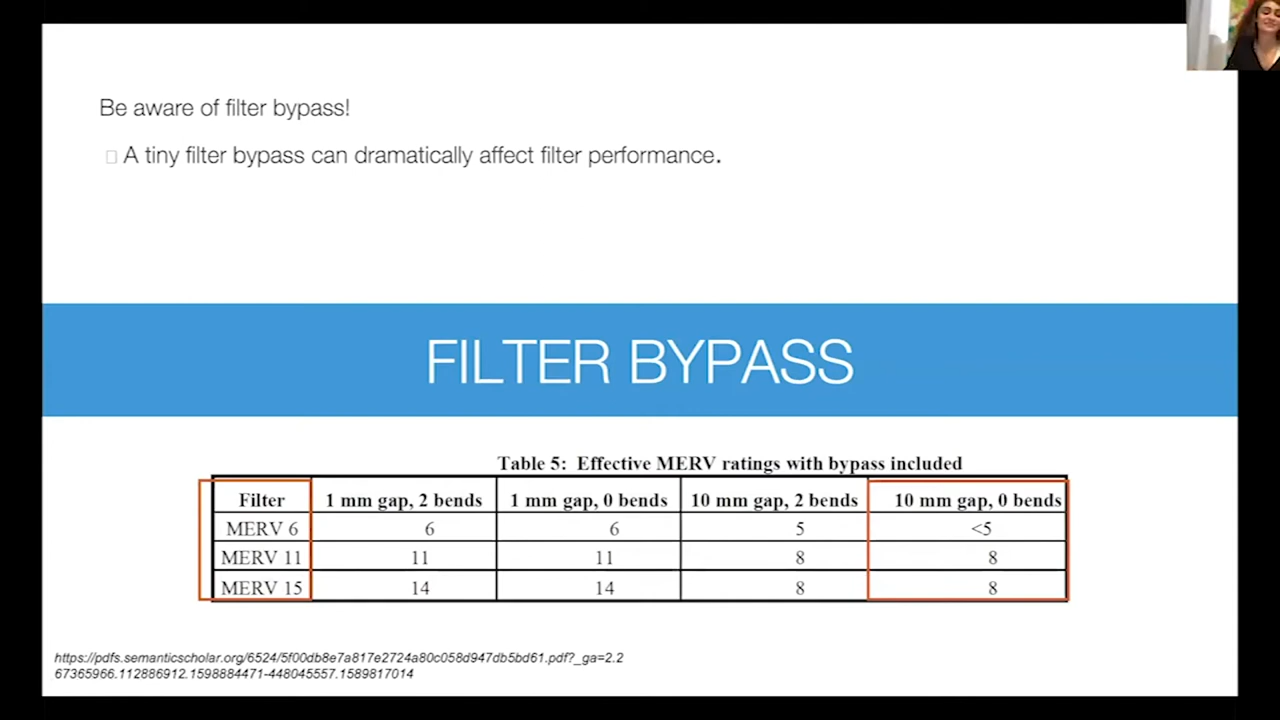 Be aware of filter bypass!
A tiny filter bypass can dramatically affect filter performance.
FILTER BYPASS
Table 5: Effective MERV ratings with bypass included
Filter 1 mm gap, 2 bends 1 mm gap, 0 bends 10 mm gap, 2 bends 10 mm gap, 0 bends
MERV 6 6 6 5 <5
MERV 11 11 11 8 8
MERV 15 14 14 8 8
https://pdfs.semanticscholar.org/6524/5f00db8e7a817e2724a80c058d947db5bd61.pdf?_ga=2.2
67365966.112886912.1598884471-448045557.1589817014